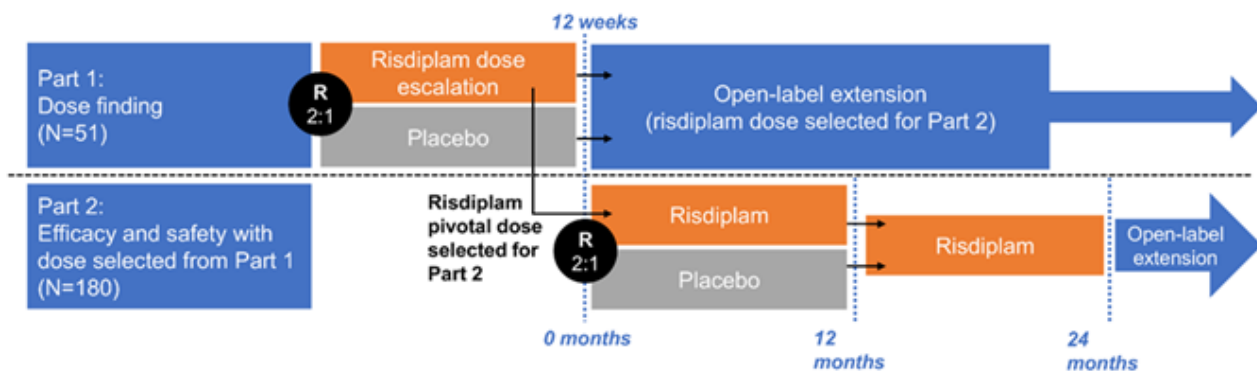 12 weeks
Part 1:
Dose finding
(N=51)
R
2:1
Risdiplam dose
escalation
Placebo
Open-label extension
(risdiplam dose selected for Part 2)
Part 2:
Efficacy and safety with
dose selected from Part 1
(N=180)
Risdiplam
pivotal dose
selected for
Part 2
R
2:1
Risdiplam
Placebo
Risdiplam
Open-label
extension
0 months
12
months
24
months